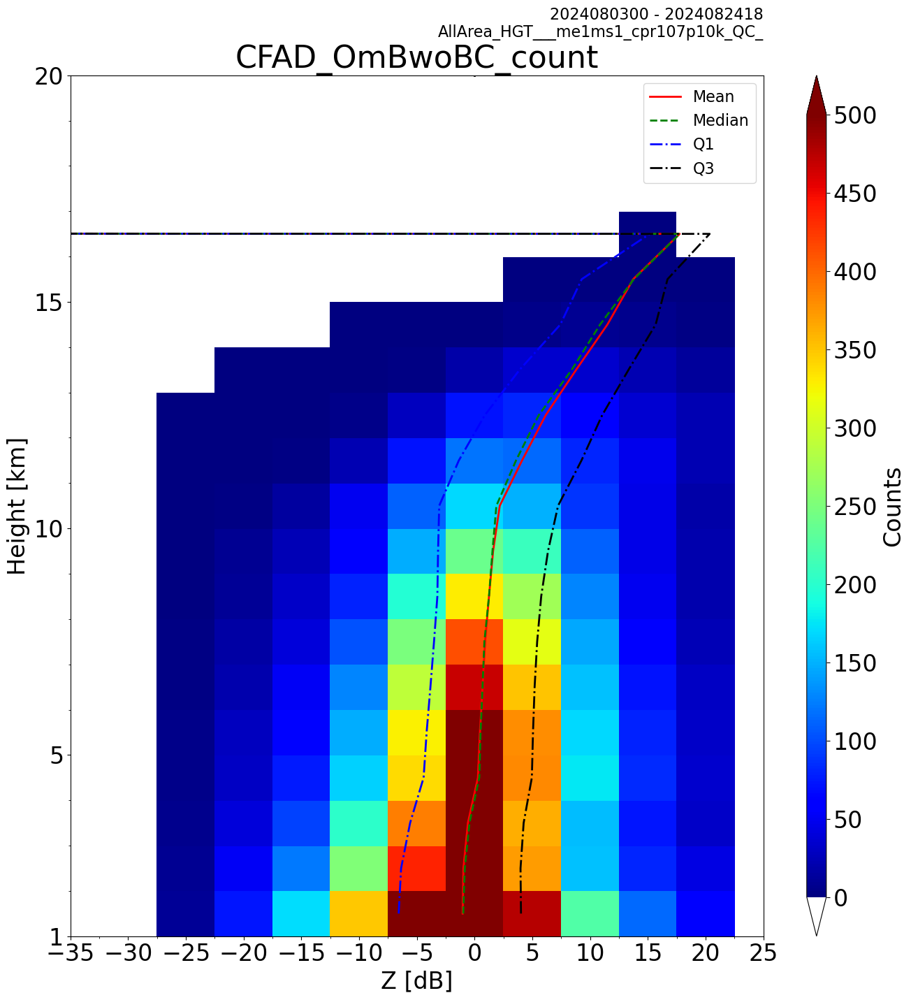 2024080300 - 2024082418
AllArea_HGT___me1ms1_cpr107p10k_QC_
CFAD_OmBwoBC_count
Mean
Median
Q1
Q3
20
15
10
5
1
Height [km]
−35 −30 −25 −20 −15 −10 −5 0 5 10 15 20 25
Z [dB]
500
450
400
350
300
250
200
150
100
50
0
Counts